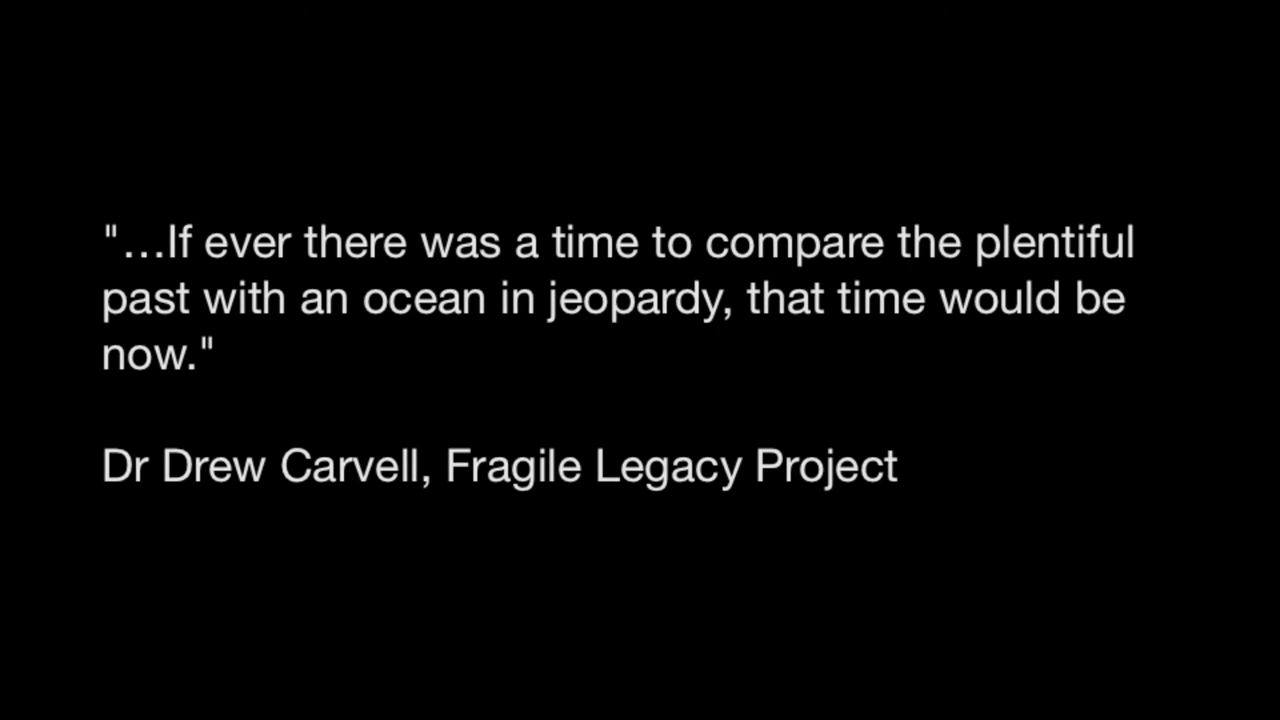 "…If ever there was a time to compare the plentiful
past with an ocean in jeopardy, that time would be
now."
Dr Drew Carvell, Fragile Legacy Project